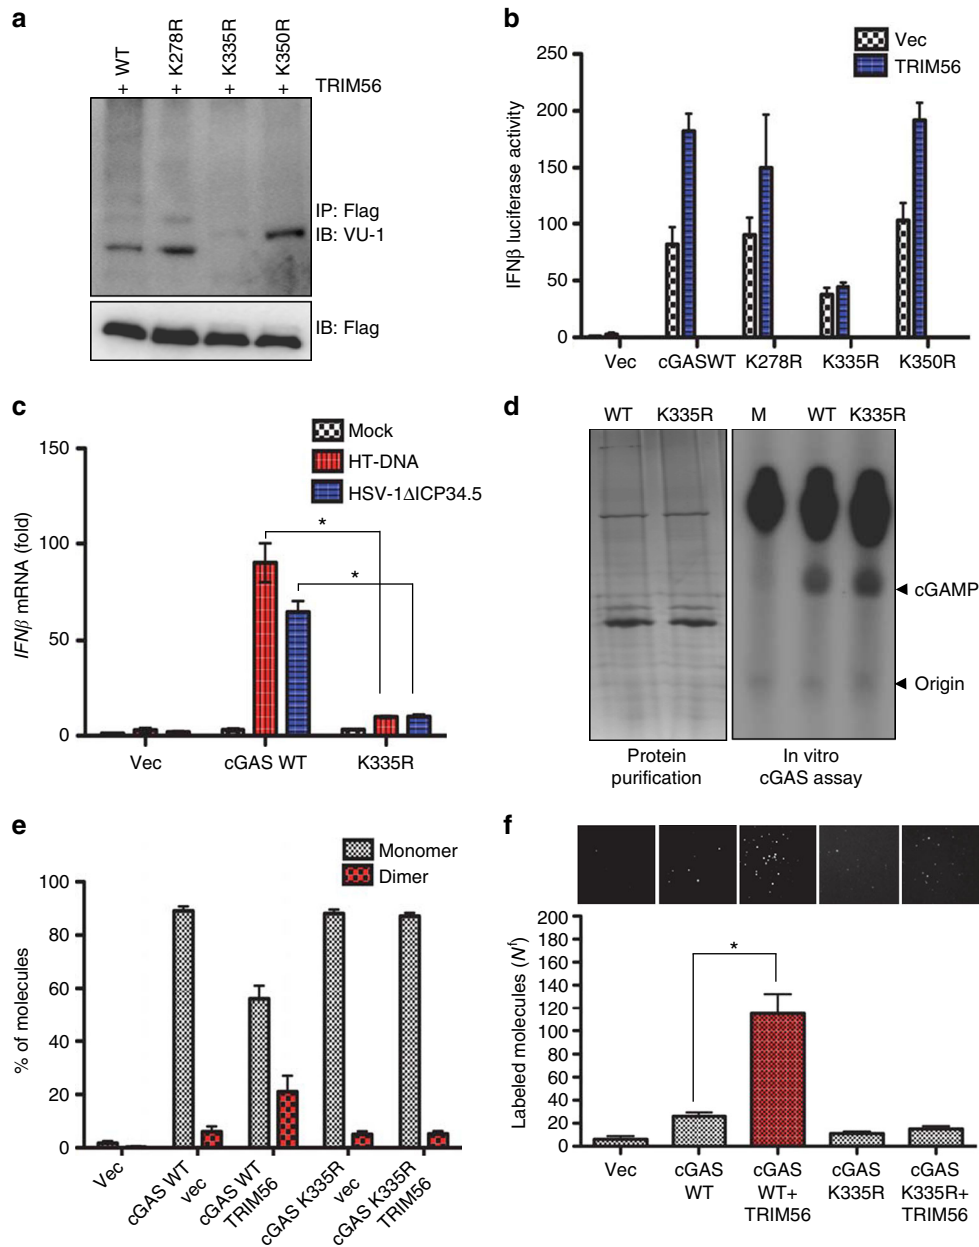 a
+ WT
+ K278R
+ K335R
+ K350R
TRIM56
IP: Flag
IB: VU-1
IB: Flag
b
Vec
TRIM56
IFNβ luciferase activity
250
200
150
100
50
0
Vec
cGASWT
K278R
K335R
K350R
c
Mock
HT-DNA
HSV-1ΔICP34.5
IFNβ mRNA (fold)
150
100
50
0
*
*
Vec
cGAS WT
K335R
d
WT K335R
M WT K335R
cGAMP
Origin
Protein
purification
In vitro
cGAS assay
e
Monomer
Dimer
% of molecules
100
80
60
40
20
0
Vec
cGAS WT
vec
cGAS WT
TRIM56
cGAS K335R
vec
cGAS K335R
TRIM56
f
Labeled molecules (Nᶠ)
200
180
160
140
120
100
80
60
40
20
0
*
Vec
cGAS
WT
cGAS
WT+
TRIM56
cGAS
K335R
cGAS
K335R+
TRIM56